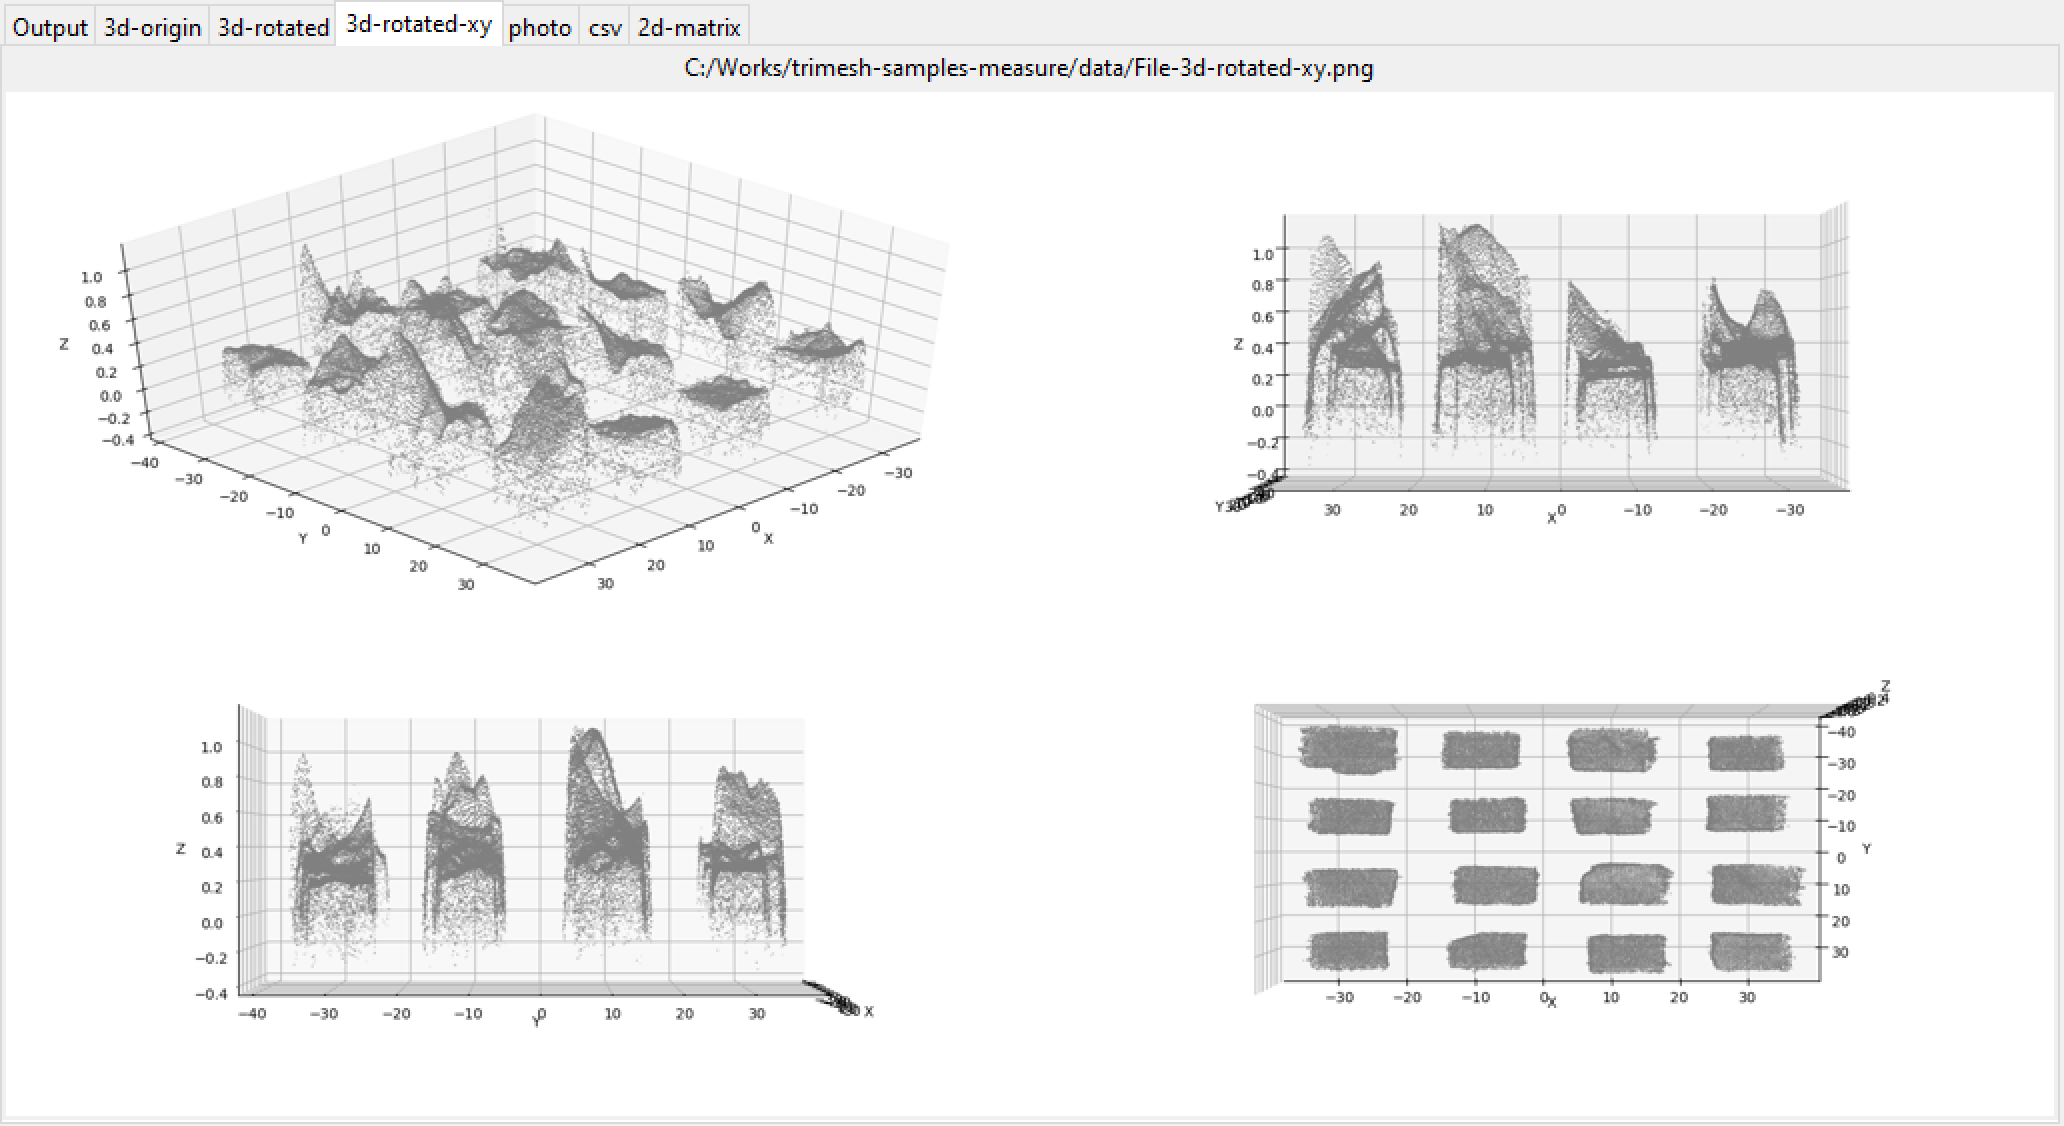 Output 3d-origin 3d-rotated 3d-rotated-xy photo csv 2d-matrix
C:/Works/trimesh-samples-measure/data/File-3d-rotated-xy.png
1.0
0.8
0.6
Z 0.4
0.2
0.0
−0.2
−0.4
−40
−30
−20
−10
Y 0
10
20
30
−30
−20
−10
0 X
10
20
30
1.0
0.8
0.6
Z 0.4
0.2
0.0
−0.2
−0.4
Y
30 20 10 X 0 −10 −20 −30
1.0
0.8
0.6
Z 0.4
0.2
0.0
−0.2
−0.4
−40 −30 −20 −10 Y 0 10 20 30
X
Z
−40
−30
−20
−10
0 Y
10
20
30
−30 −20 −10 0 X 10 20 30